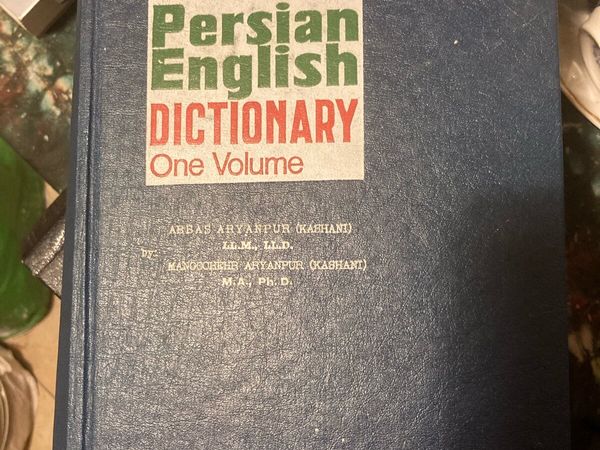 Persian
English
DICTIONARY
One Volume
ABBAS ARYANPUR (KASHANI)
LL.M., LL.D.
by:
MANOOCHEHR ARYANPUR (KASHANI)
M.A., Ph.D.